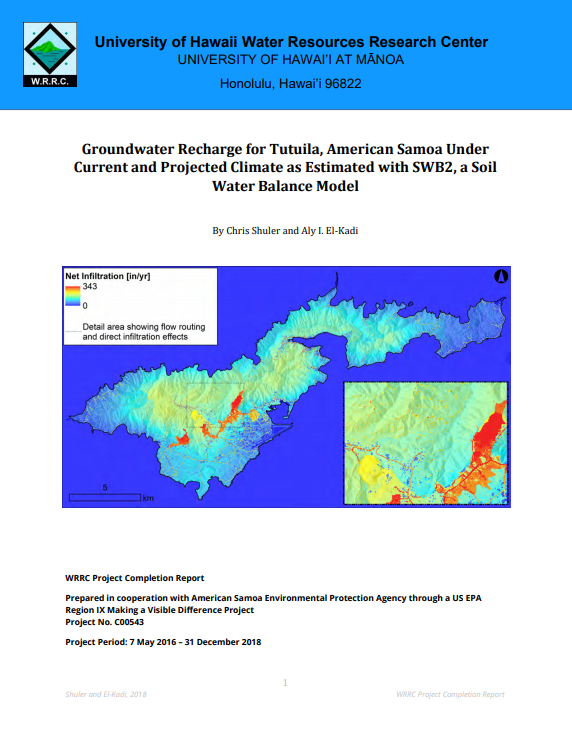 W.R.R.C.
University of Hawaii Water Resources Research Center
UNIVERSITY OF HAWAI'I AT MĀNOA
Honolulu, Hawai'i 96822
Groundwater Recharge for Tutuila, American Samoa Under
Current and Projected Climate as Estimated with SWB2, a Soil
Water Balance Model
By Chris Shuler and Aly I. El-Kadi
Net Infiltration [in/yr]
343
0
Detail area showing flow routing
and direct infiltration effects
5
km
WRRC Project Completion Report
Prepared in cooperation with American Samoa Environmental Protection Agency through a US EPA
Region IX Making a Visible Difference Project
Project No. C00543
Project Period: 7 May 2016 – 31 December 2018
1
Shuler and El-Kadi, 2018
WRRC Project Completion Report